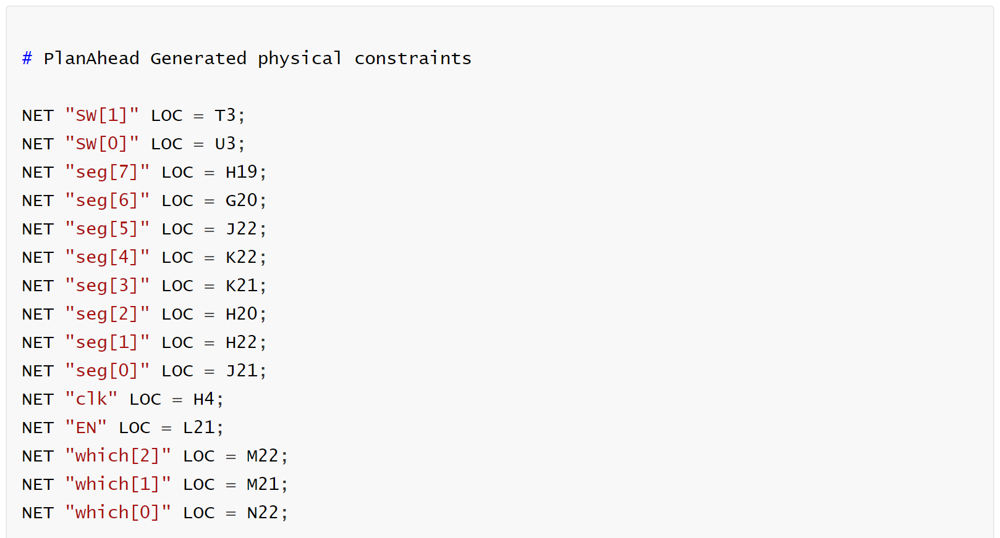 # PlanAhead Generated physical constraints
NET "SW[1]" LOC = T3;
NET "SW[0]" LOC = U3;
NET "seg[7]" LOC = H19;
NET "seg[6]" LOC = G20;
NET "seg[5]" LOC = J22;
NET "seg[4]" LOC = K22;
NET "seg[3]" LOC = K21;
NET "seg[2]" LOC = H20;
NET "seg[1]" LOC = H22;
NET "seg[0]" LOC = J21;
NET "clk" LOC = H4;
NET "EN" LOC = L21;
NET "which[2]" LOC = M22;
NET "which[1]" LOC = M21;
NET "which[0]" LOC = N22;